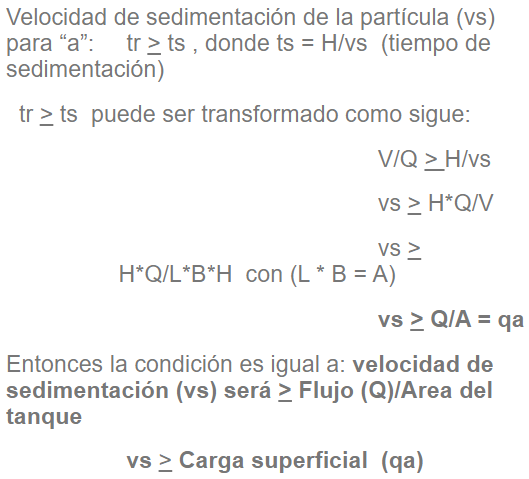 Velocidad de sedimentación de la partícula (vs)
para “a”: tr ≥ ts , donde ts = H/vs (tiempo de
sedimentación)
tr ≥ ts puede ser transformado como sigue:
V/Q ≥ H/vs
vs ≥ H*Q/V
vs ≥
H*Q/L*B*H con (L * B = A)
vs ≥ Q/A = qa
Entonces la condición es igual a: velocidad de
sedimentación (vs) será ≥ Flujo (Q)/Area del
tanque
vs ≥ Carga superficial (qa)